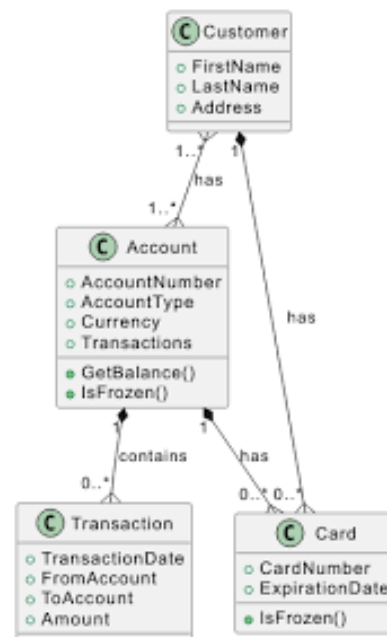 C Customer
FirstName
LastName
Address
1..* 1
has
1..*
C Account
AccountNumber
AccountType
Currency
Transactions
GetBalance()
IsFrozen()
has
1 1
contains has
0..* 0..* 0..*
C Transaction
TransactionDate
FromAccount
ToAccount
Amount
C Card
CardNumber
ExpirationDate
IsFrozen()